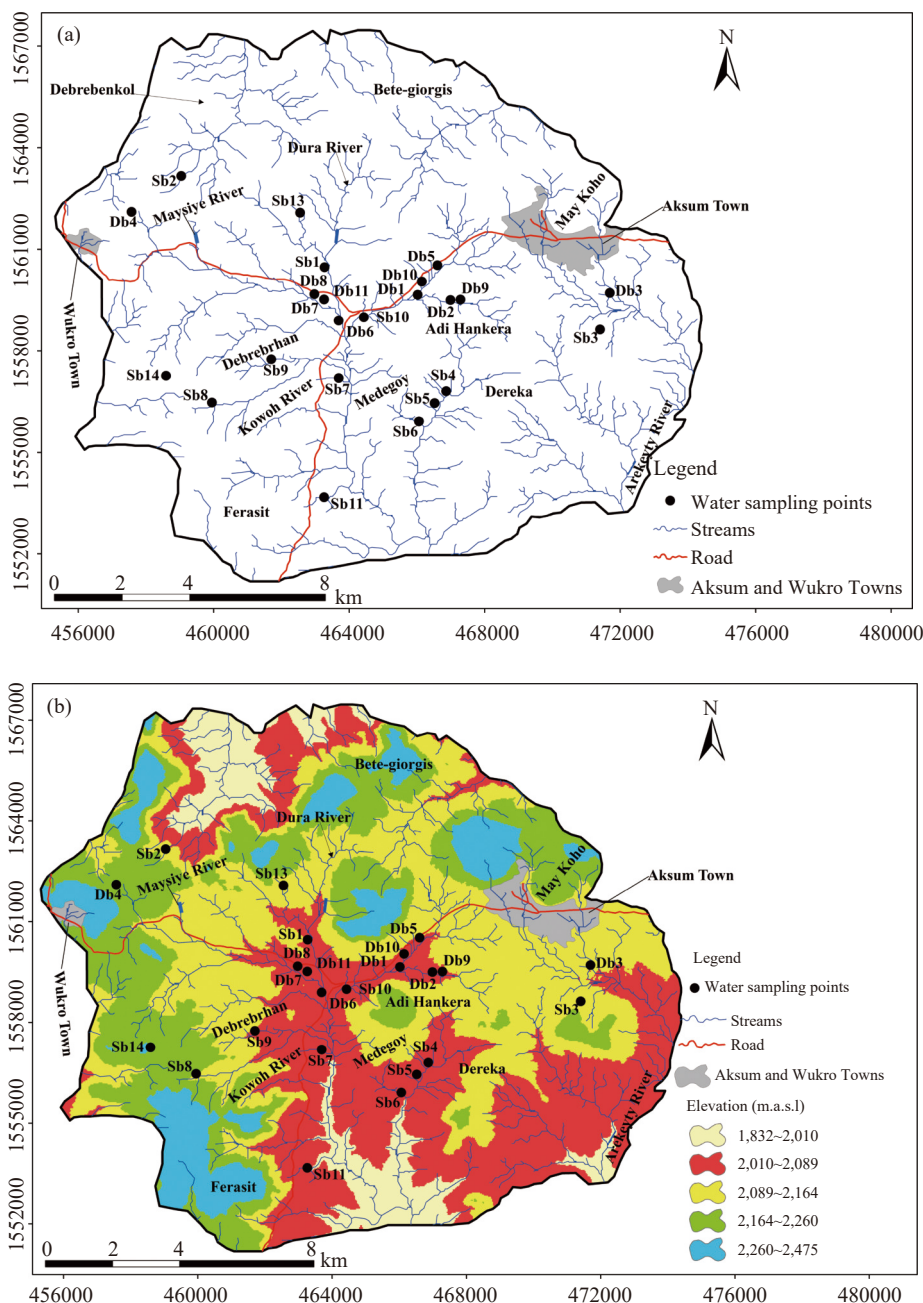 (a)
N
1567000
1564000
1561000
1558000
1555000
1552000
Debrebenkol
Bete-giorgis
Dura River
Sb2
Maysiye River
Db4
Sb13
May Koho
Aksum Town
Wukro Town
Sb1
Db5
Db8
Db10
Db11
Db1
Db9
Db3
Db7
Db2
Db6
Sb10
Adi Hankera
Sb3
Debrebrhan
Sb14
Sb9
Sb7
Medegoy
Sb4
Dereka
Sb8
Kowoh River
Sb5
Sb6
Arekeyty River
Sb11
Ferasit
Legend
Water sampling points
Streams
Road
Aksum and Wukro Towns
0 2 4 8
km
456000 460000 464000 468000 472000 476000 480000
(b)
N
1567000
1564000
1561000
1558000
1555000
1552000
Bete-giorgis
Dura River
Sb2
Maysiye River
Db4
Sb13
May Koho
Aksum Town
Wukro Town
Sb1
Db5
Db8
Db10
Db11
Db1
Db9
Db3
Db7
Db2
Db6
Sb10
Adi Hankera
Sb3
Debrebrhan
Sb14
Sb9
Sb7
Medegoy
Sb4
Dereka
Sb8
Kowoh River
Sb5
Sb6
Arekeyty River
Sb11
Ferasit
Legend
Water sampling points
Streams
Road
Aksum and Wukro Towns
Elevation (m.a.s.l)
1,832~2,010
2,010~2,089
2,089~2,164
2,164~2,260
2,260~2,475
0 2 4 8
km
456000 460000 464000 468000 472000 476000 480000